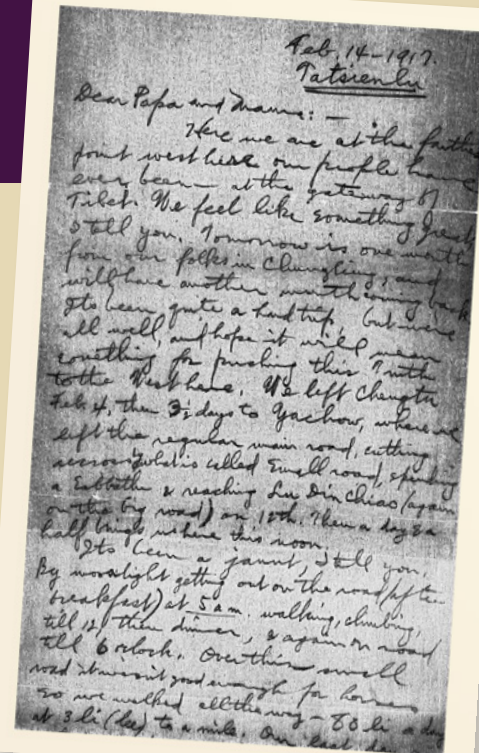 Feb. 14-1917.
Tatsienlu
Dear Papa and Mama: —
Here we are at the farthe
point west here our people have
ever been — at the gateway of
Tibet. We feel like something great
I tell you. Tomorrow is one month
from our folks in Chungking, and
will have another month coming back
Its been quite a hard trip, but we're
all well, and hope it will mean
something for pushing this Truth
to the West here. We left Chengtu
Feb. 4, then 3½ days to Yachow, where we
left the regular main road, cutting
across what is called Small road, spending
a Sabbath & reaching Lu Din Chiao (again
on the big road) on 12th. Then a day & a
half brings us here this noon.
Its been a jaunt, I tell you.
By moonlight getting out on the road (after
breakfast) at 5 a.m. walking, climbing,
till 12, then dinner, & again on road
till 6 oclock. Over this small
road it wasn't good enough for horses
so we walked all the way — 80 li a day
at 3 li (lee) to a mile. Our